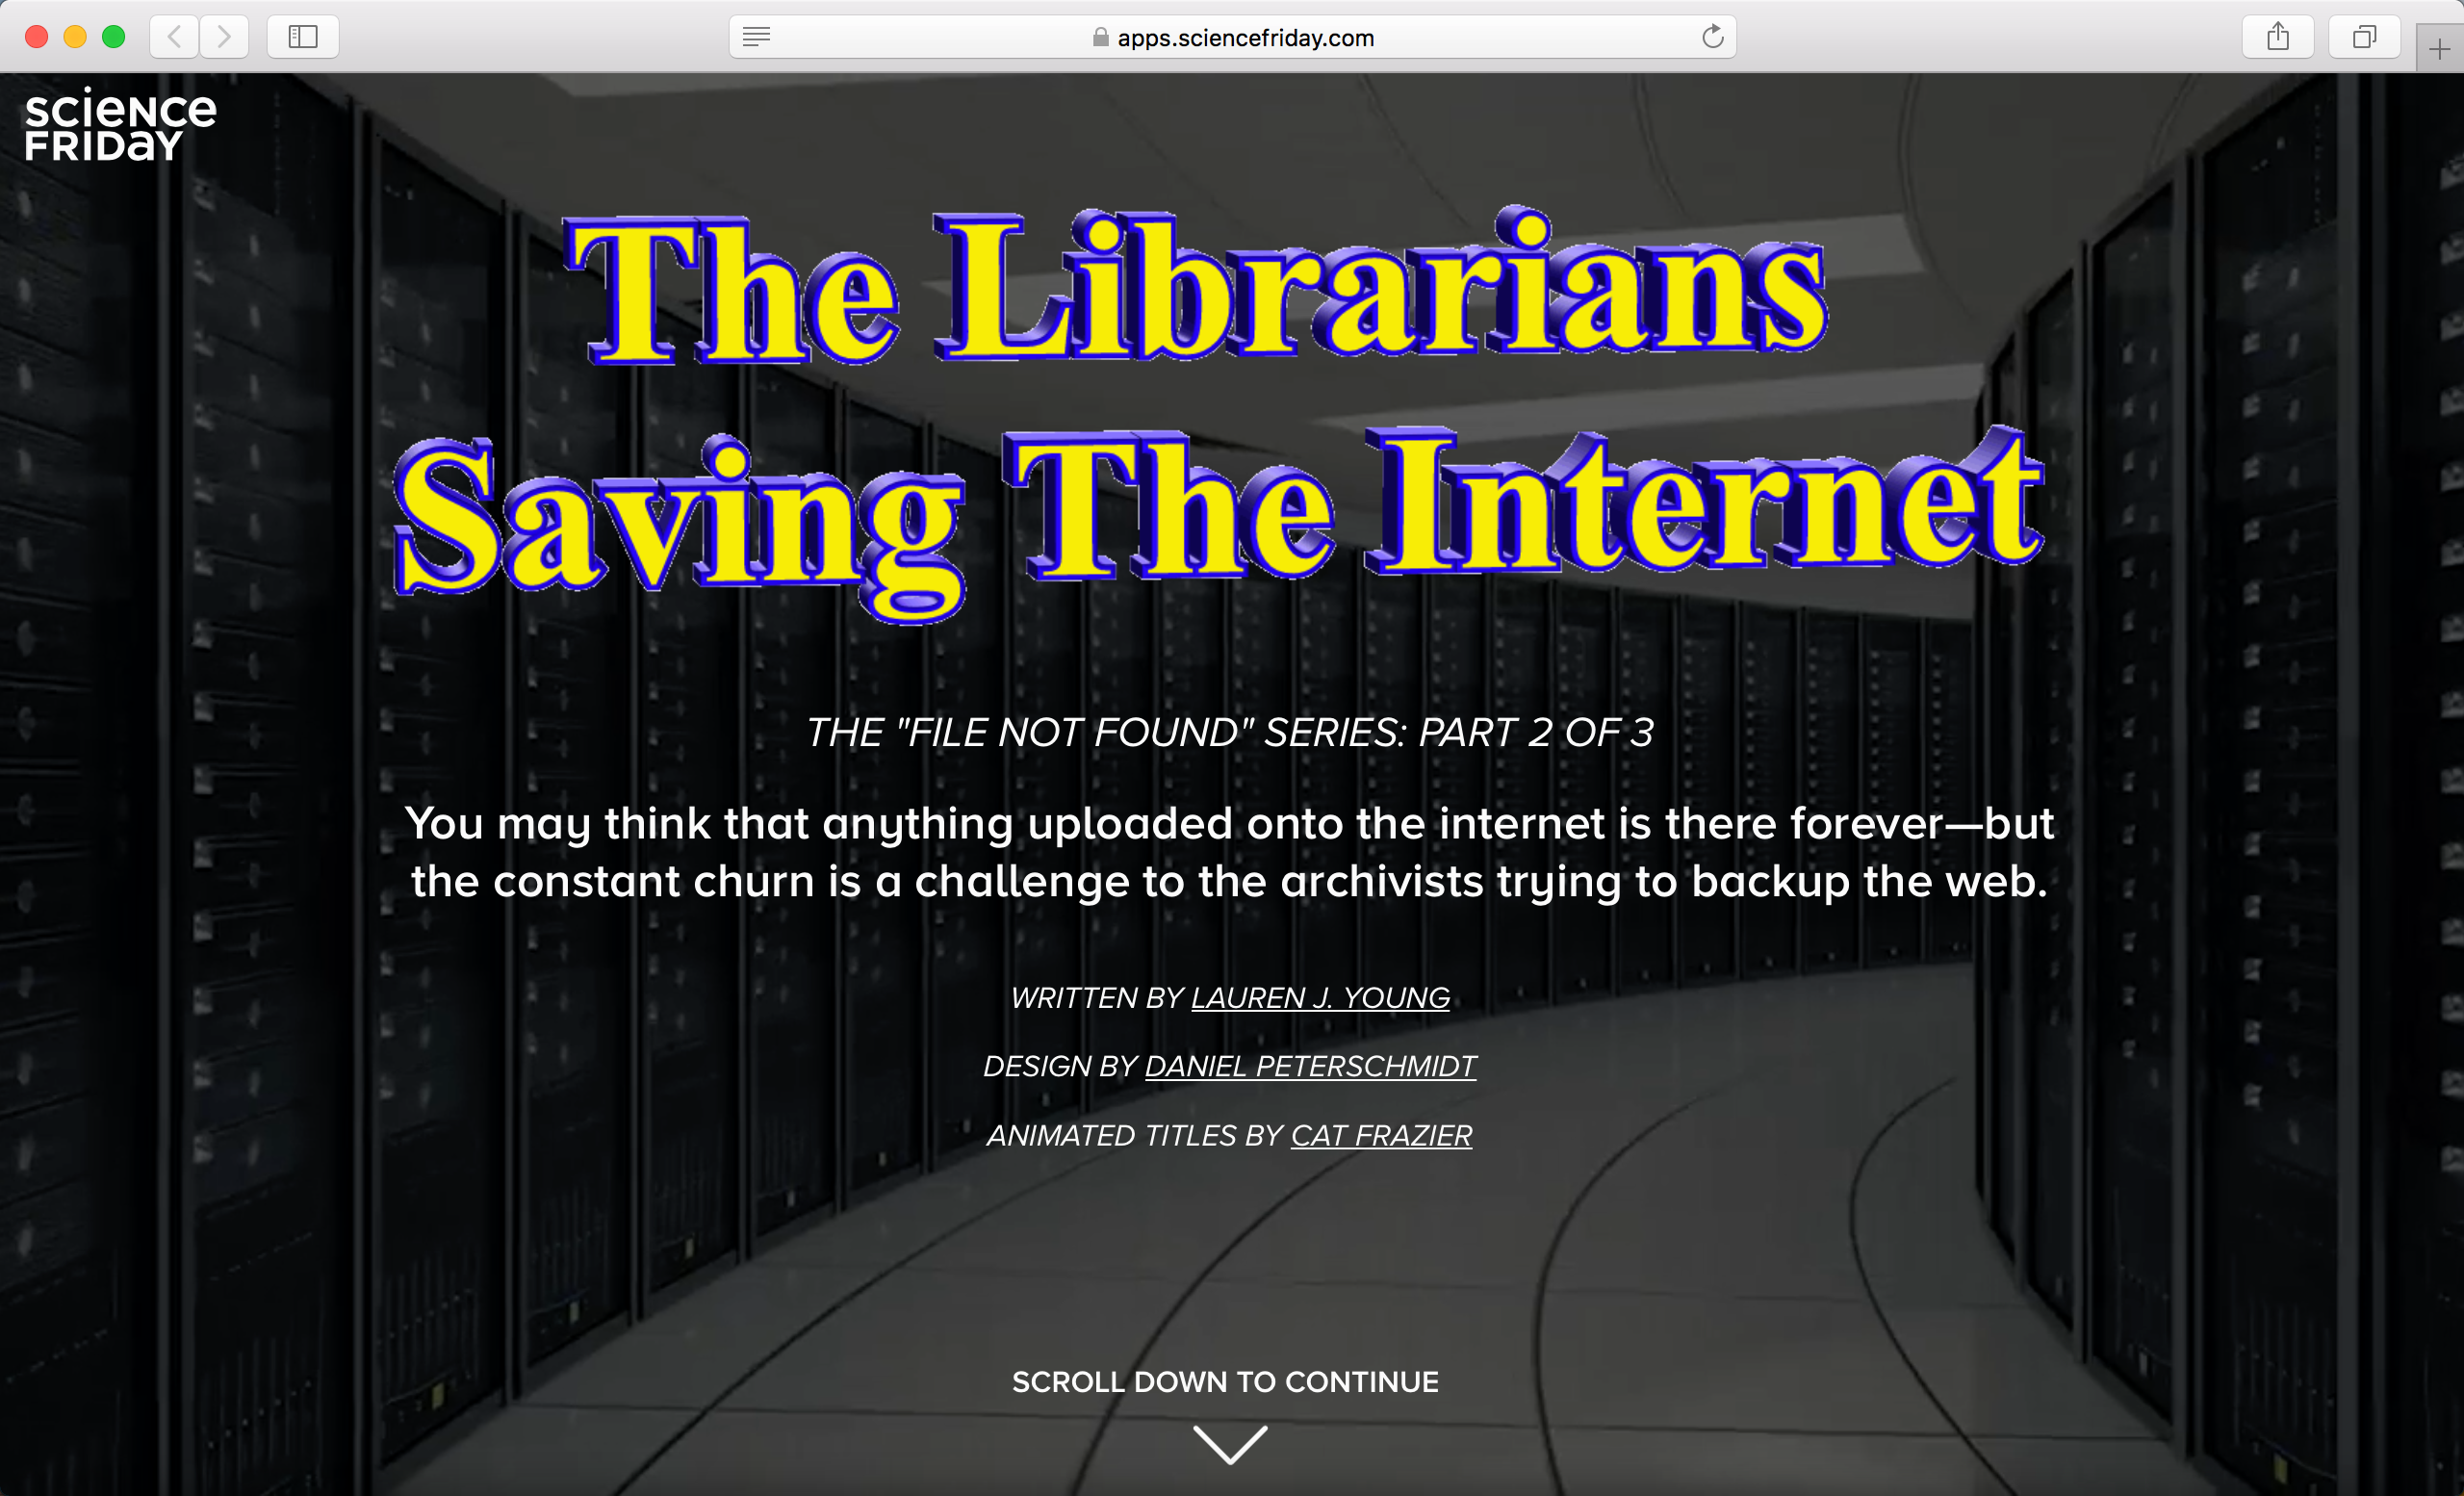 apps.sciencefriday.com
science
FRIDAY
The Librarians
Saving The Internet
THE "FILE NOT FOUND" SERIES: PART 2 OF 3
You may think that anything uploaded onto the internet is there forever—but
the constant churn is a challenge to the archivists trying to backup the web.
WRITTEN BY LAUREN J. YOUNG
DESIGN BY DANIEL PETERSCHMIDT
ANIMATED TITLES BY CAT FRAZIER
SCROLL DOWN TO CONTINUE